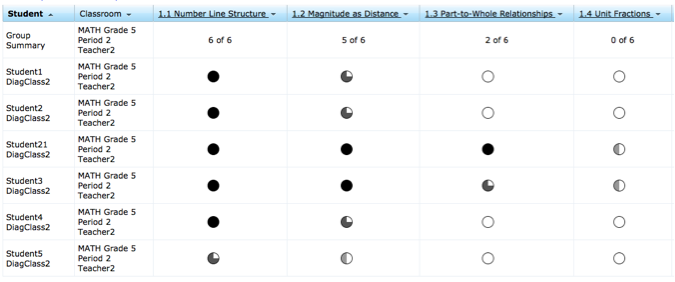 Student Classroom 1.1 Number Line Structure 1.2 Magnitude as Distance 1.3 Part-to-Whole Relationships 1.4 Unit Fractions
Group Summary MATH Grade 5 Period 2 Teacher2 6 of 6 5 of 6 2 of 6 0 of 6
Student1 DiagClass2 MATH Grade 5 Period 2 Teacher2
Student2 DiagClass2 MATH Grade 5 Period 2 Teacher2
Student21 DiagClass2 MATH Grade 5 Period 2 Teacher2
Student3 DiagClass2 MATH Grade 5 Period 2 Teacher2
Student4 DiagClass2 MATH Grade 5 Period 2 Teacher2
Student5 DiagClass2 MATH Grade 5 Period 2 Teacher2